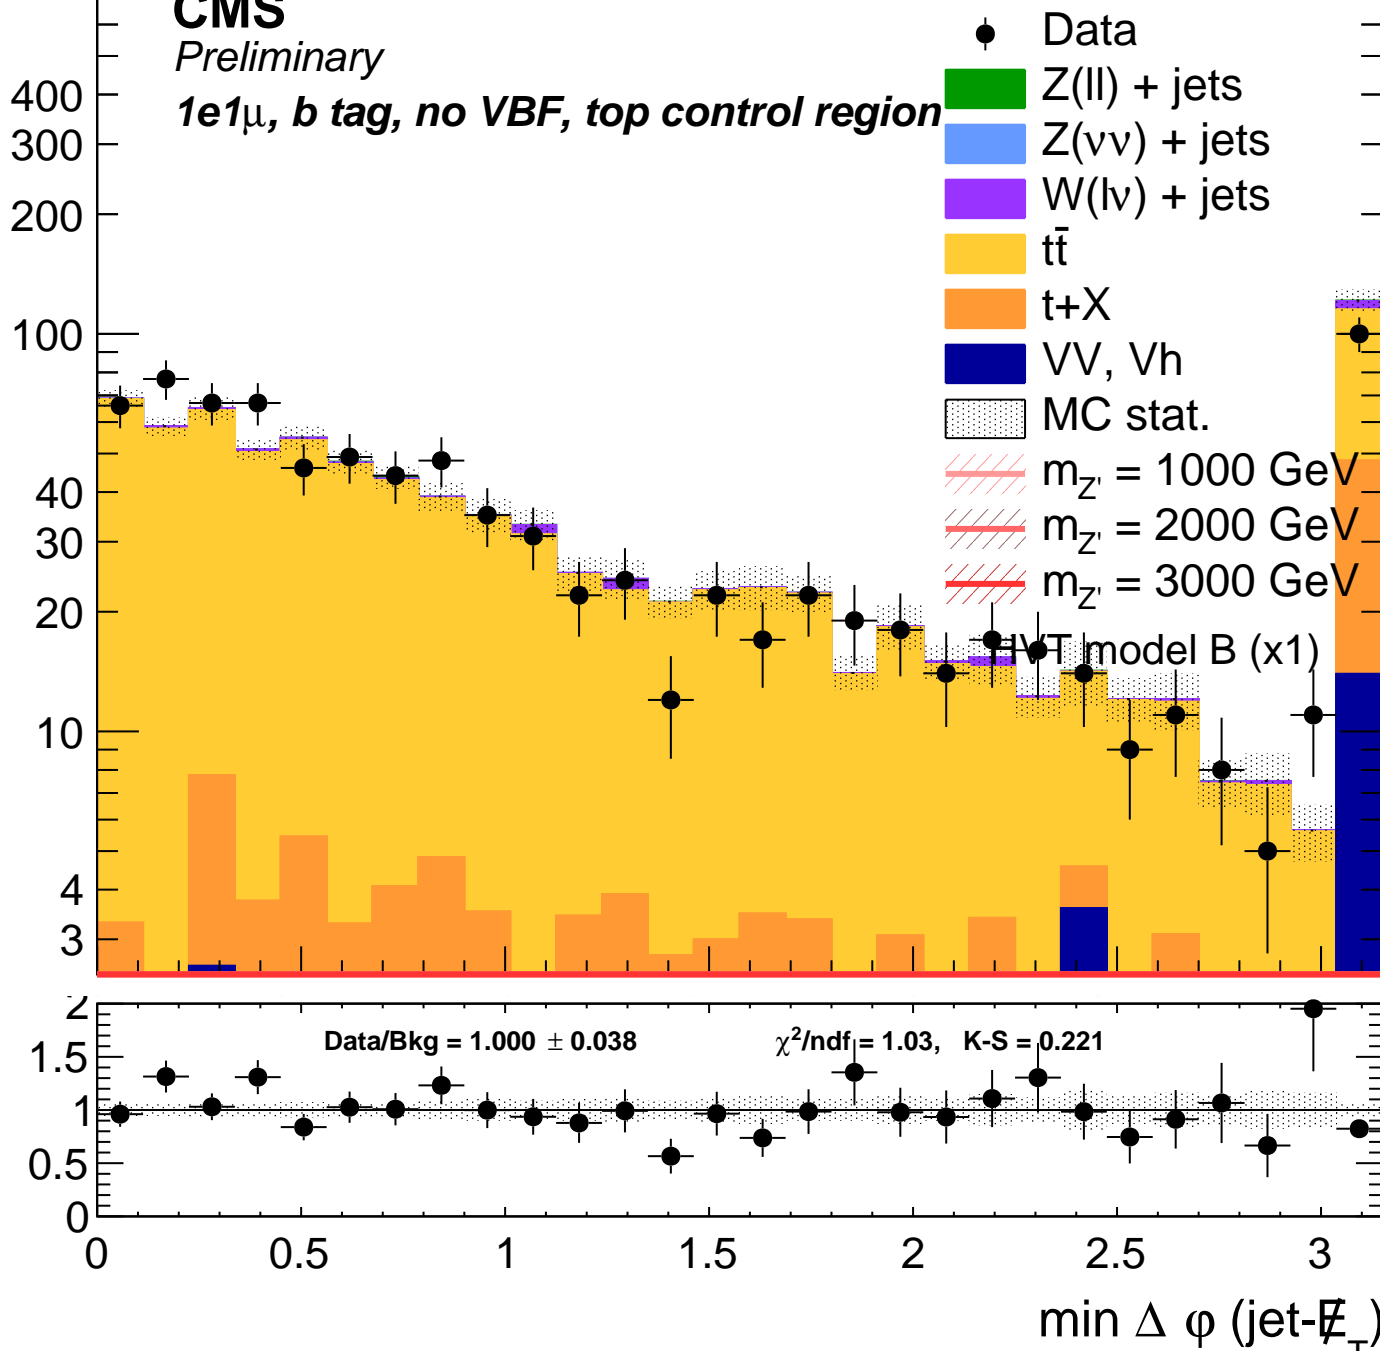 CMS
Preliminary
1e1μ, b tag, no VBF, top control region
Data
Z(ll) + jets
Z(νν) + jets
W(lν) + jets
tt̄
t+X
VV, Vh
MC stat.
m_Z' = 1000 GeV
m_Z' = 2000 GeV
m_Z' = 3000 GeV
HVT model B (x1)
400
300
200
100
40
30
20
10
4
3
Data/Bkg = 1.000 ± 0.038
χ²/ndf = 1.03, K-S = 0.221
2
1.5
1
0.5
0
0 0.5 1 1.5 2 2.5 3
min Δ φ (jet-E̸_T)